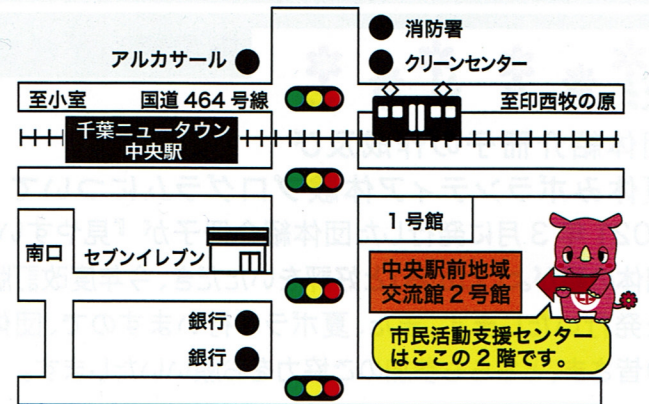 消防署
アルカサール
クリーンセンター
至小室
国道464号線
至印西牧の原
千葉ニュータウン
中央駅
1号館
南口
セブンイレブン
中央駅前地域
交流館2号館
銀行
銀行
市民活動支援センター
はここの2階です。